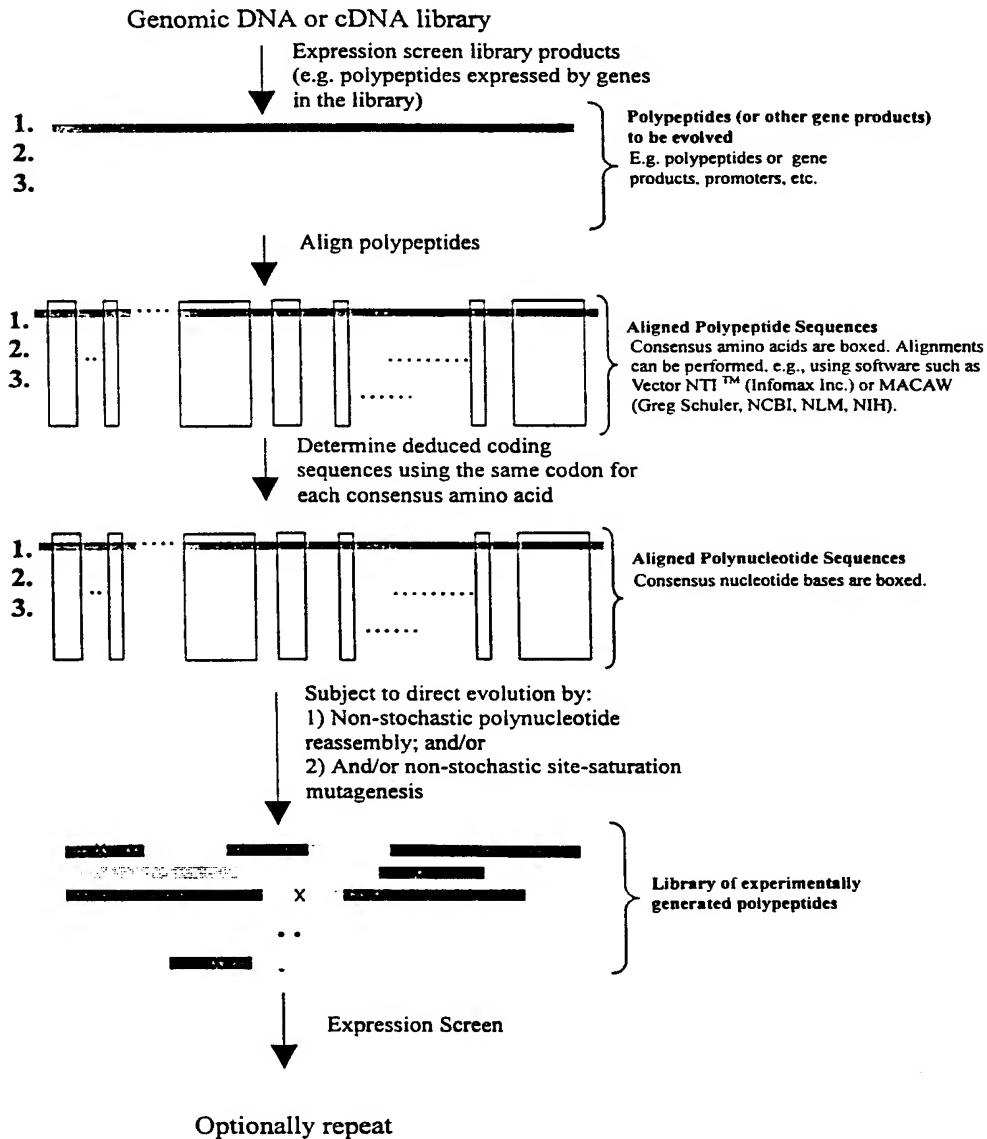 Genomic DNA or cDNA library
Expression screen library products
(e.g. polypeptides expressed by genes
in the library)
1.
2.
3.
Polypeptides (or other gene products)
to be evolved
E.g. polypeptides or gene
products, promoters, etc.
Align polypeptides
1.
2.
3.
Aligned Polypeptide Sequences
Consensus amino acids are boxed. Alignments
can be performed, e.g., using software such as
Vector NTI ™ (Infomax Inc.) or MACAW
(Greg Schuler, NCBI, NLM, NIH).
Determine deduced coding
sequences using the same codon for
each consensus amino acid
1.
2.
3.
Aligned Polynucleotide Sequences
Consensus nucleotide bases are boxed.
Subject to direct evolution by:
1) Non-stochastic polynucleotide
reassembly; and/or
2) And/or non-stochastic site-saturation
mutagenesis
x
Library of experimentally
generated polypeptides
Expression Screen
Optionally repeat